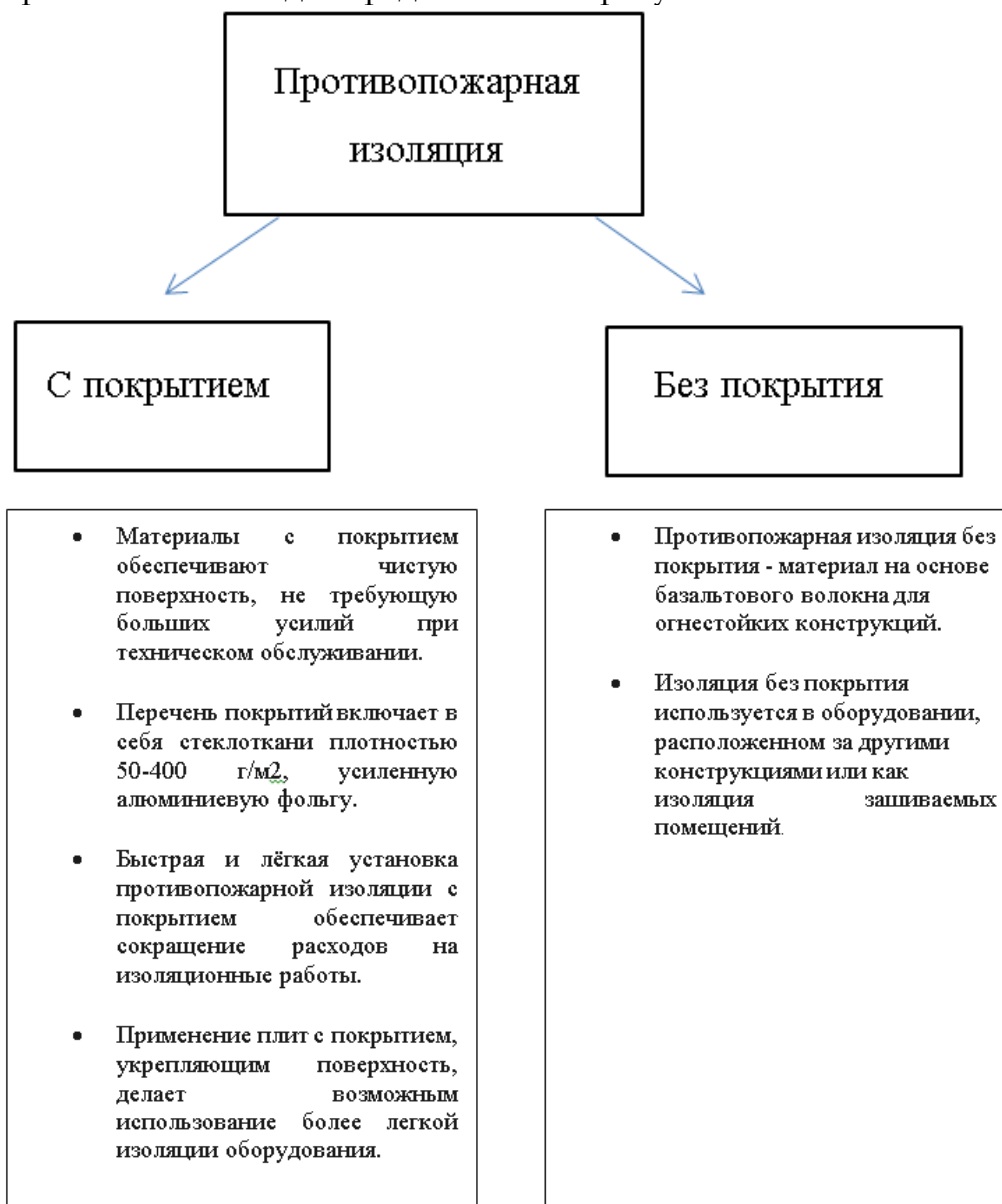 Противопожарная
изоляция
С покрытием
Без покрытия
• Материалы с покрытием
обеспечивают чистую
поверхность, не требующую
больших усилий при
техническом обслуживании.
• Перечень покрытий включает в
себя стеклоткани плотностью
50-400 г/м2, усиленную
алюминиевую фольгу.
• Быстрая и лёгкая установка
противопожарной изоляции с
покрытием обеспечивает
сокращение расходов на
изоляционные работы.
• Применение плит с покрытием,
укрепляющим поверхность,
делает возможным
использование более легкой
изоляции оборудования.
• Противопожарная изоляция без
покрытия - материал на основе
базальтового волокна для
огнестойких конструкций.
• Изоляция без покрытия
используется в оборудовании,
расположенном за другими
конструкциями или как
изоляция зашиваемых
помещений.